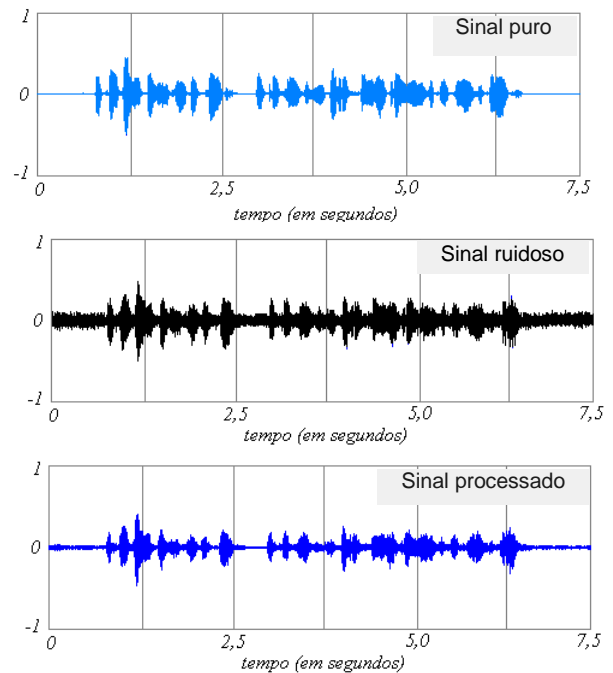 1
Sinal puro
0
-1
0 2,5 5,0 7,5
tempo (em segundos)
1
Sinal ruidoso
0
-1
0 2,5 5,0 7,5
tempo (em segundos)
1
Sinal processado
0
-1
0 2,5 5,0 7,5
tempo (em segundos)